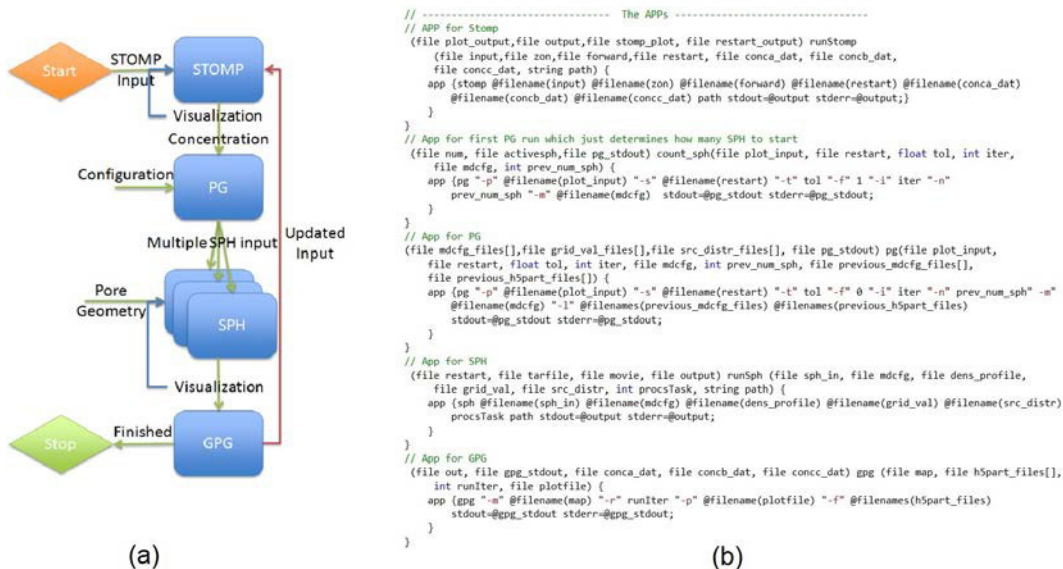 Start
STOMP
Input
STOMP
Visualization
Concentration
Configuration
PG
Multiple SPH input
Updated
Input
Pore
Geometry
SPH
Visualization
Stop
Finished
GPG
(a)
// ------------------------------ The APPs ------------------------------
// APP for Stomp
(file plot_output,file output,file stomp_plot, file restart_output) runStomp
(file input,file zon,file forward,file restart, file conca_dat, file concb_dat,
file concc_dat, string path) {
app {stomp @filename(input) @filename(zon) @filename(forward) @filename(restart) @filename(conca_dat)
@filename(concb_dat) @filename(concc_dat) path stdout=@output stderr=@output;}
}
// App for first PG run which just determines how many SPH to start
(file num, file activesph,file pg_stdout) count_sph(file plot_input, file restart, float tol, int iter,
file mdcfg, int prev_num_sph) {
app {pg "-p" @filename(plot_input) "-s" @filename(restart) "-t" tol "-f" 1 "-i" iter "-n"
prev_num_sph "-m" @filename(mdcfg) stdout=@pg_stdout stderr=@pg_stdout;
}
}
// App for PG
(file mdcfg_files[],file grid_val_files[],file src_distr_files[], file pg_stdout) pg(file plot_input,
file restart, float tol, int iter, file mdcfg, int prev_num_sph, file previous_mdcfg_files[],
file previous_h5part_files[]) {
app {pg "-p" @filename(plot_input) "-s" @filename(restart) "-t" tol "-f" 0 "-i" iter "-n" prev_num_sph" -m"
@filename(mdcfg) "-l" @filenames(previous_mdcfg_files) @filenames(previous_h5part_files)
stdout=@pg_stdout stderr=@pg_stdout;
}
}
// App for SPH
(file restart, file tarfile, file movie, file output) runSph (file sph_in, file mdcfg, file dens_profile,
file grid_val, file src_distr, int procsTask, string path) {
app {sph @filename(sph_in) @filename(mdcfg) @filename(dens_profile) @filename(grid_val) @filename(src_distr)
procsTask path stdout=@output stderr=@output;
}
}
// App for GPG
(file out, file gpg_stdout, file conca_dat, file concb_dat, file concc_dat) gpg (file map, file h5part_files[],
int runIter, file plotfile) {
app {gpg "-m" @filename(map) "-r" runIter "-p" @filename(plotfile) "-f" @filenames(h5part_files)
stdout=@gpg_stdout stderr=@gpg_stdout;
}
}
(b)